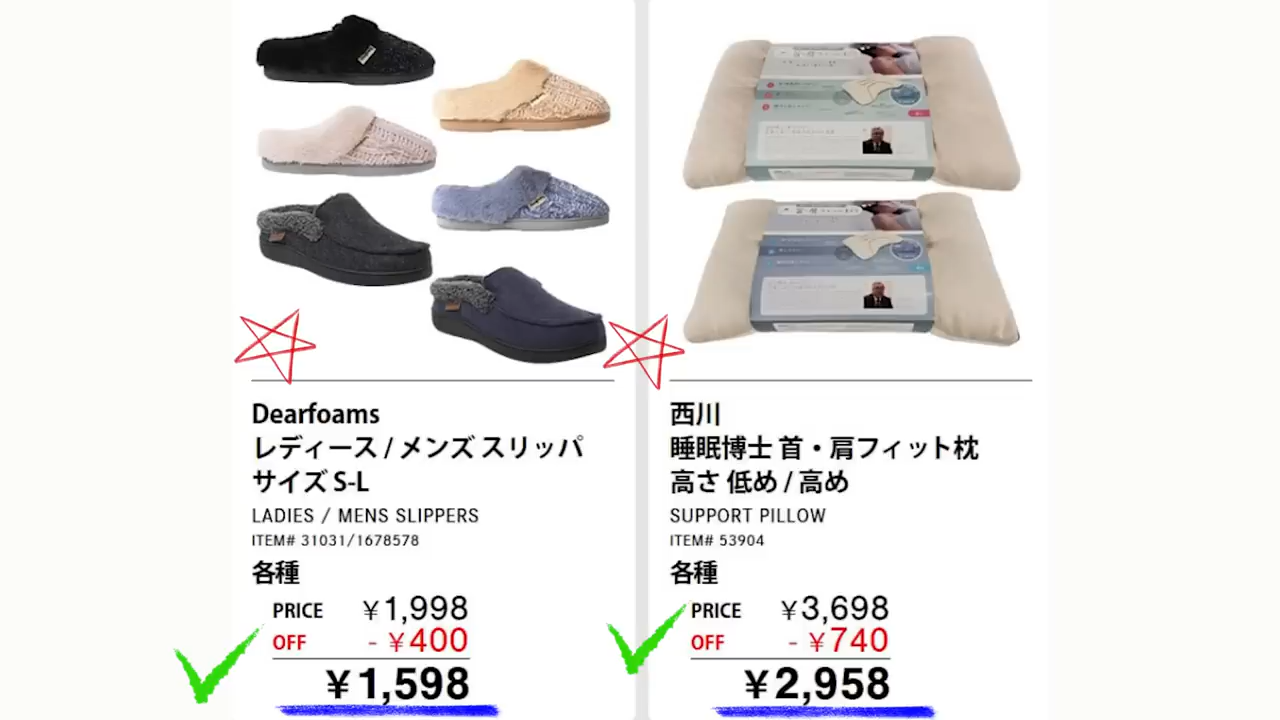 Dearfoams
レディース / メンズ スリッパ
サイズ S-L
LADIES / MENS SLIPPERS
ITEM# 31031/1678578
各種
PRICE ￥1,998
OFF - ￥400
￥1,598
西川
睡眠博士 首・肩フィット枕
高さ 低め / 高め
SUPPORT PILLOW
ITEM# 53904
各種
PRICE ￥3,698
OFF - ￥740
￥2,958